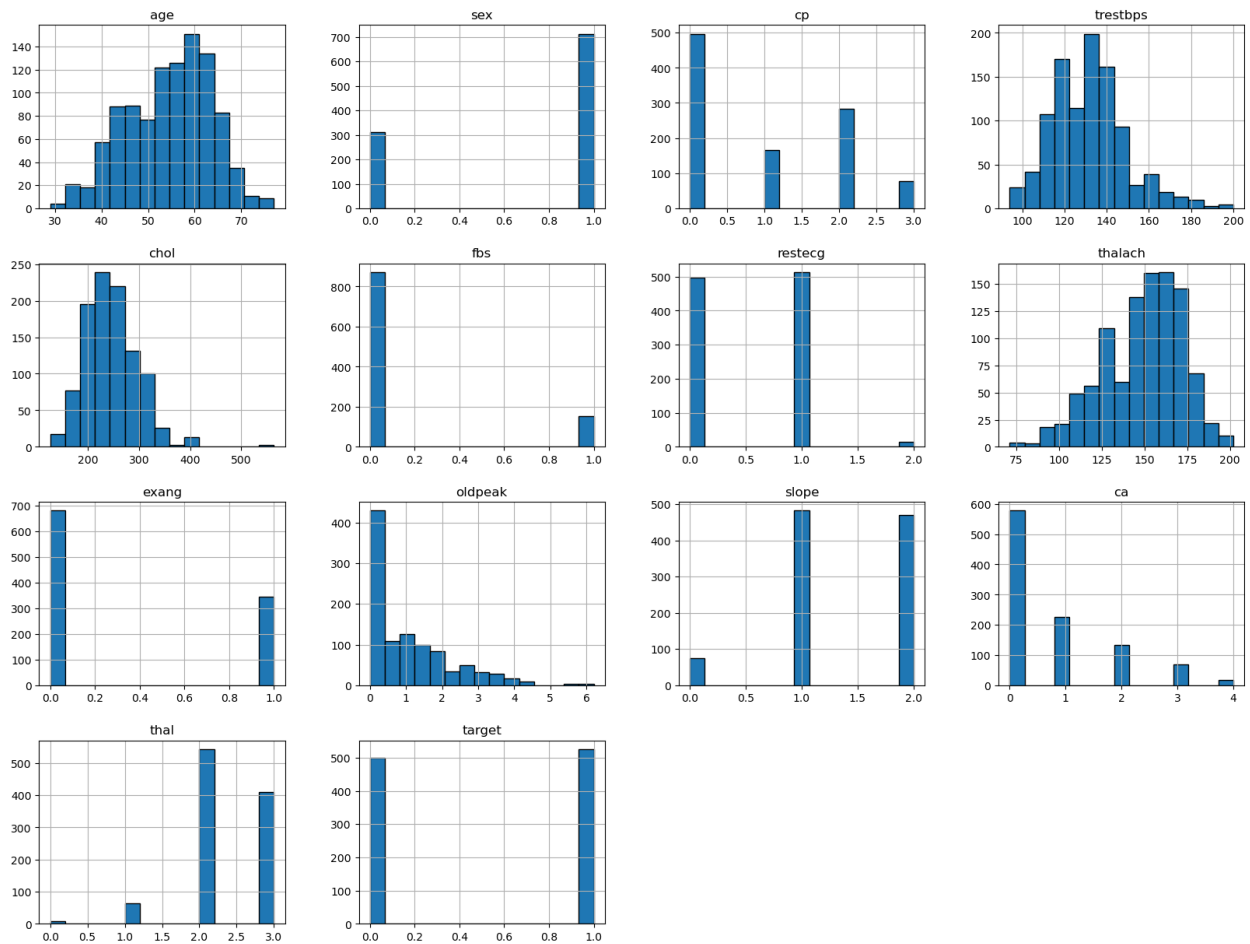 age sex cp trestbps
140 120 100 80 60 40 20 0
30 40 50 60 70
700 600 500 400 300 200 100 0
0.0 0.2 0.4 0.6 0.8 1.0
500 400 300 200 100 0
0.0 0.5 1.0 1.5 2.0 2.5 3.0
200 150 100 50 0
100 120 140 160 180 200
chol fbs restecg thalach
250 200 150 100 50 0
200 300 400 500
800 600 400 200 0
0.0 0.2 0.4 0.6 0.8 1.0
500 400 300 200 100 0
0.0 0.5 1.0 1.5 2.0
150 125 100 75 50 25 0
75 100 125 150 175 200
exang oldpeak slope ca
700 600 500 400 300 200 100 0
0.0 0.2 0.4 0.6 0.8 1.0
400 300 200 100 0
0 1 2 3 4 5 6
500 400 300 200 100 0
0.0 0.5 1.0 1.5 2.0
600 500 400 300 200 100 0
0 1 2 3 4
thal target
500 400 300 200 100 0
0.0 0.5 1.0 1.5 2.0 2.5 3.0
500 400 300 200 100 0
0.0 0.2 0.4 0.6 0.8 1.0